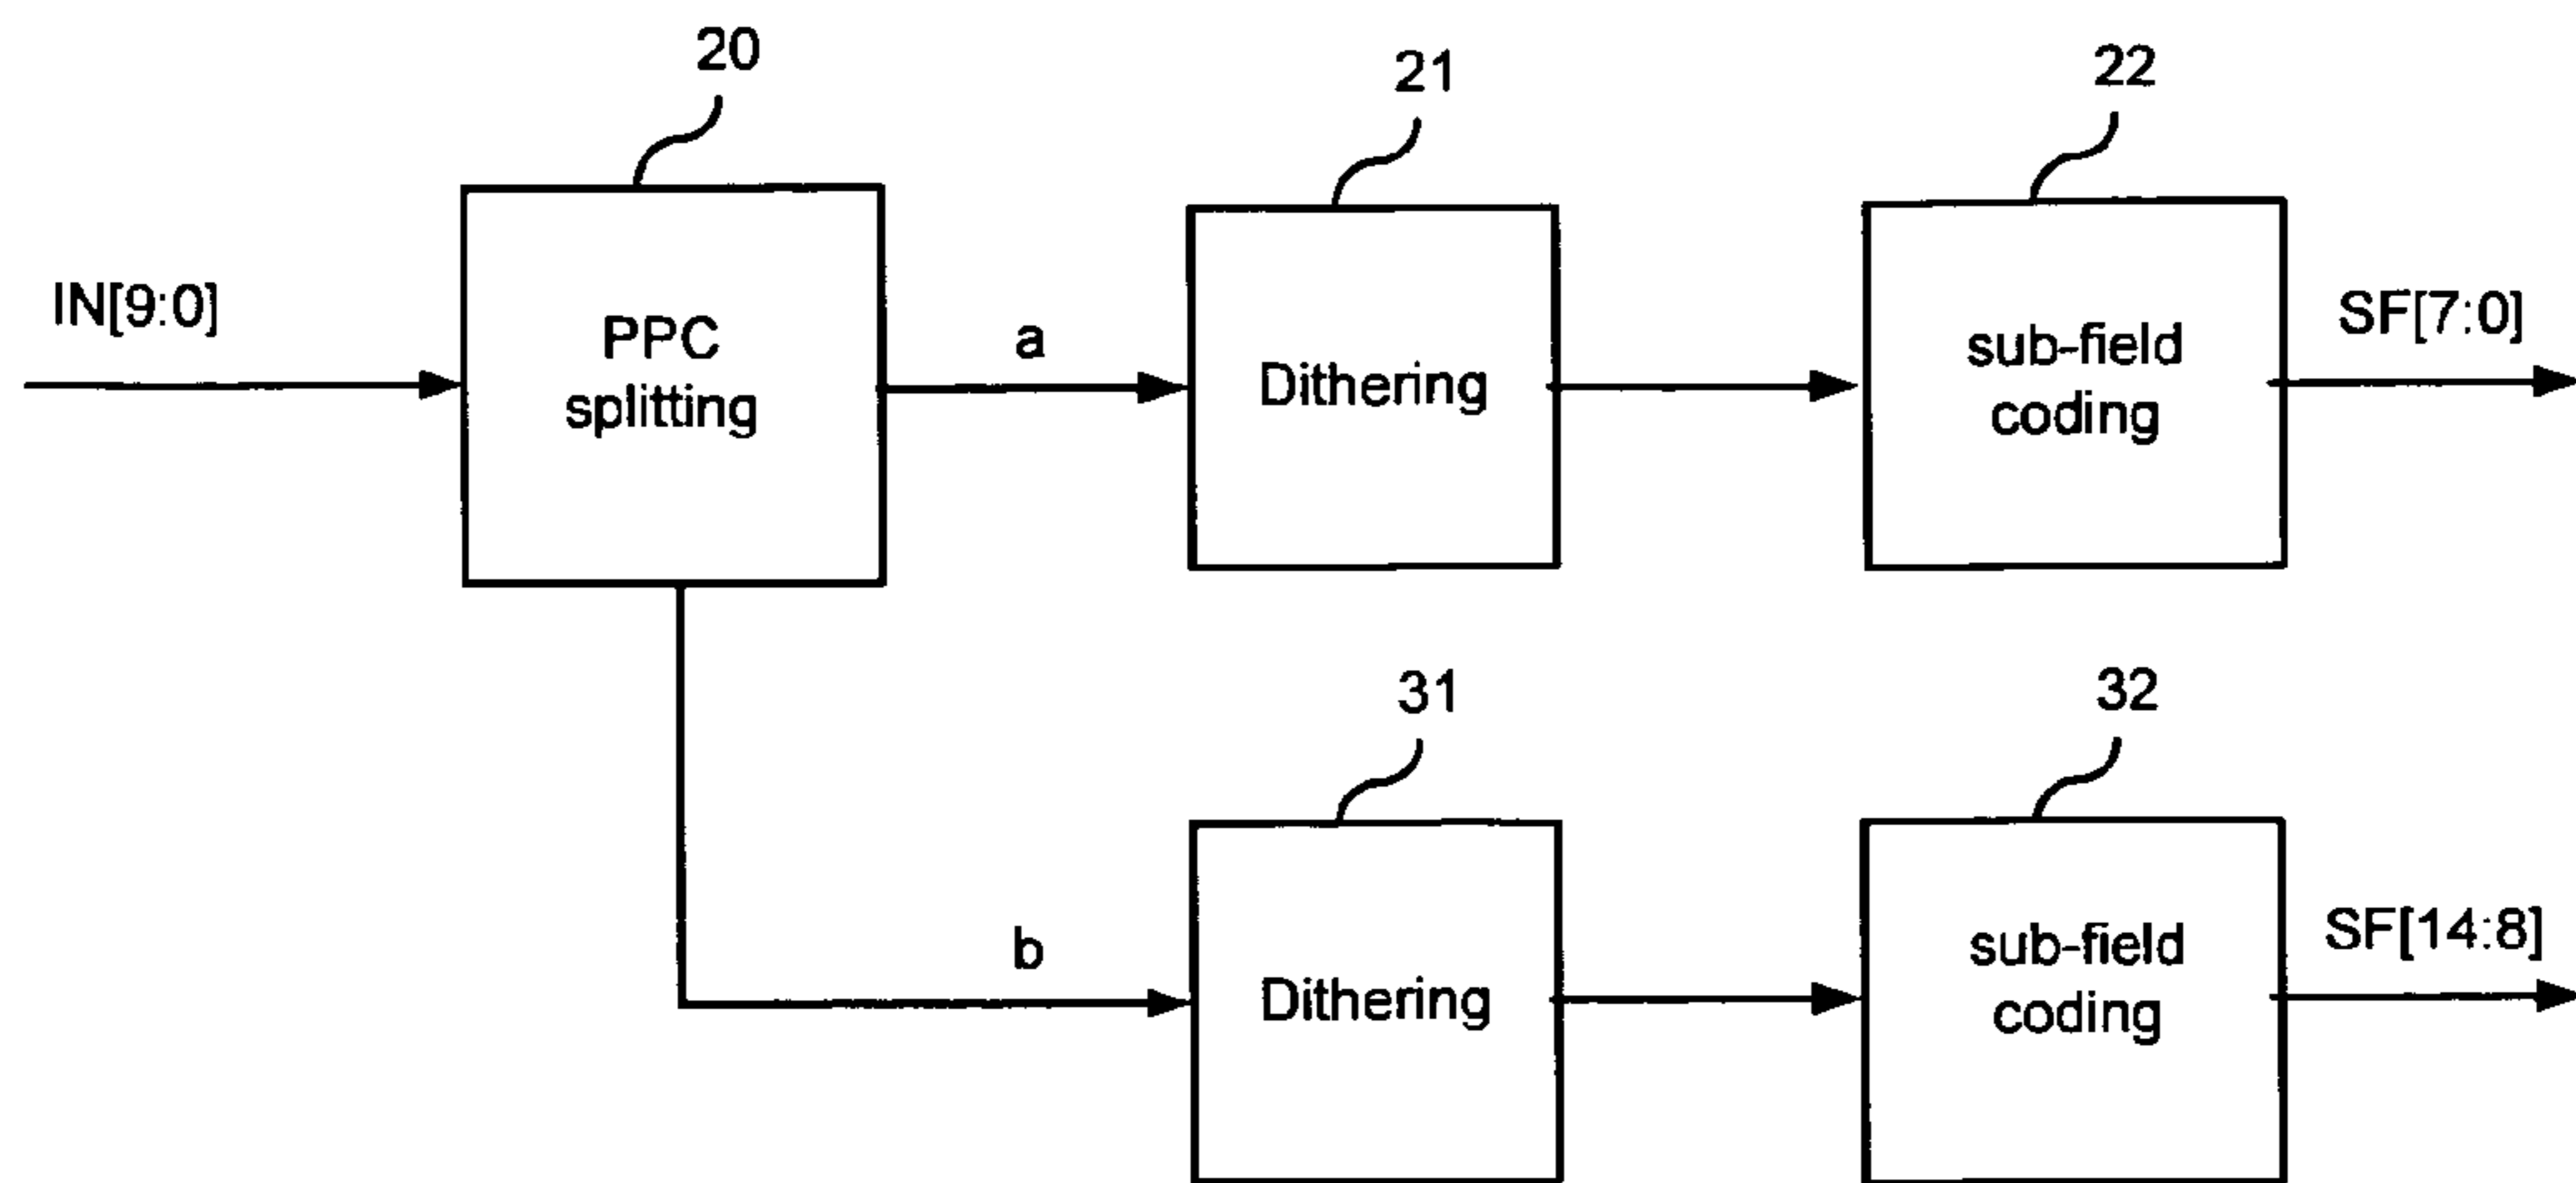 20
21
22
IN[9:0]
PPC
splitting
a
Dithering
sub-field
coding
SF[7:0]
31
32
b
Dithering
sub-field
coding
SF[14:8]